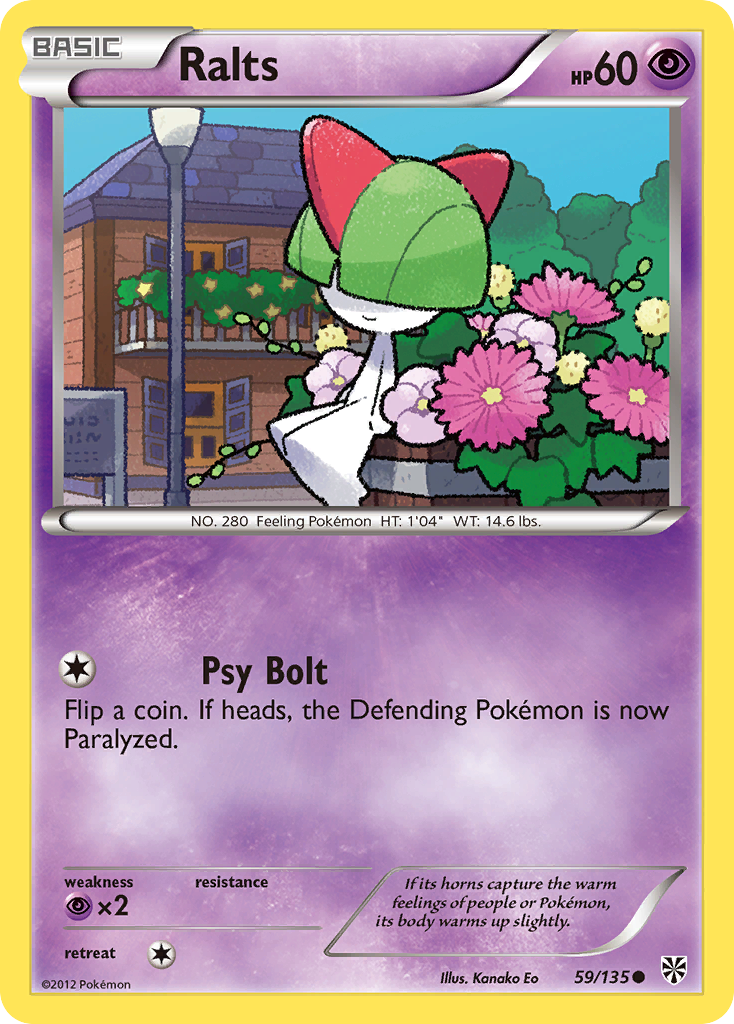 BASIC
Ralts
HP60
NO. 280 Feeling Pokémon HT: 1'04" WT: 14.6 lbs.
Psy Bolt
Flip a coin. If heads, the Defending Pokémon is now
Paralyzed.
weakness
resistance
×2
If its horns capture the warm
feelings of people or Pokémon,
its body warms up slightly.
retreat
©2012 Pokémon
Illus. Kanako Eo
59/135